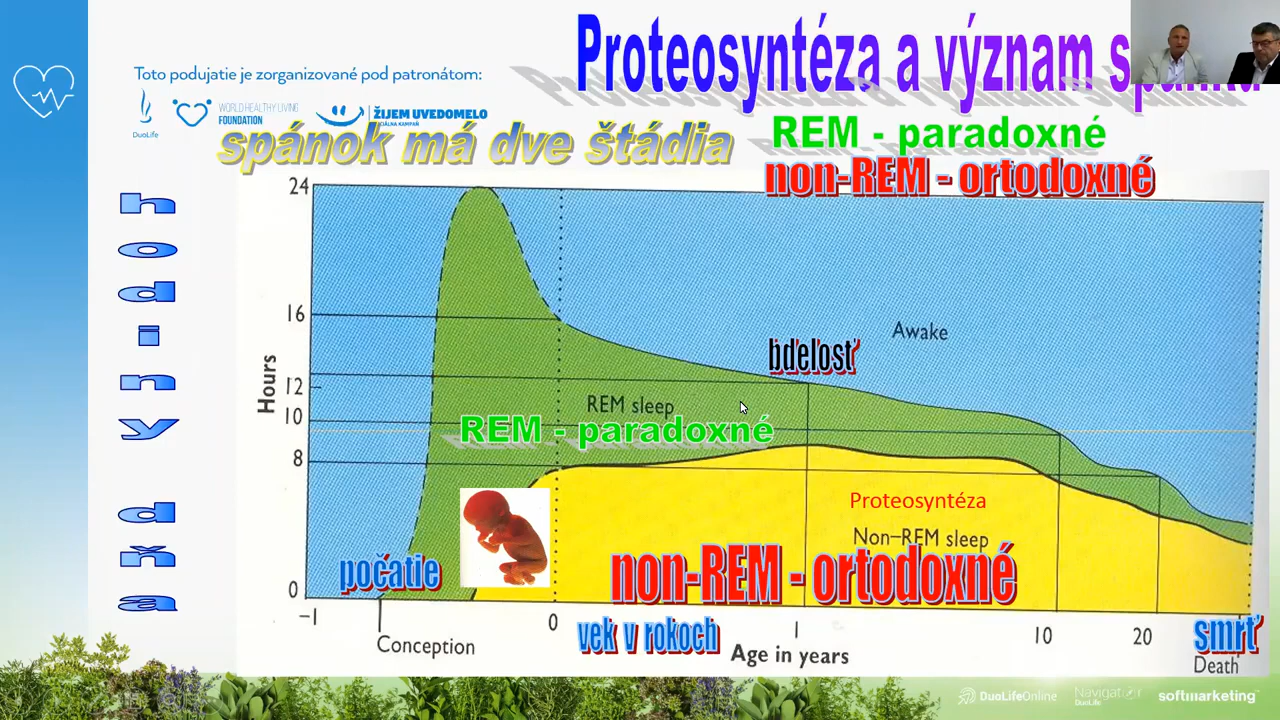 Proteosyntéza a význam spánku
Toto podujatie je zorganizované pod patronátom:
DuoLife
WORLD HEALTHY LIVING
FOUNDATION
ŽIJEM UVEDOMELO
SOCIÁLNA KAMPAŇ
spánok má dve štádia
REM - paradoxné
non-REM - ortodoxné
hodiny dňa
Hours
24
16
12
10
8
0
Awake
bdelosť
REM sleep
REM - paradoxné
Proteosyntéza
Non-REM sleep
non-REM - ortodoxné
počatie
-1
0
1
10
20
Conception
vek v rokoch
Age in years
smrť
Death
DuoLifeOnline
Navigator
DuoLife
softmarketing